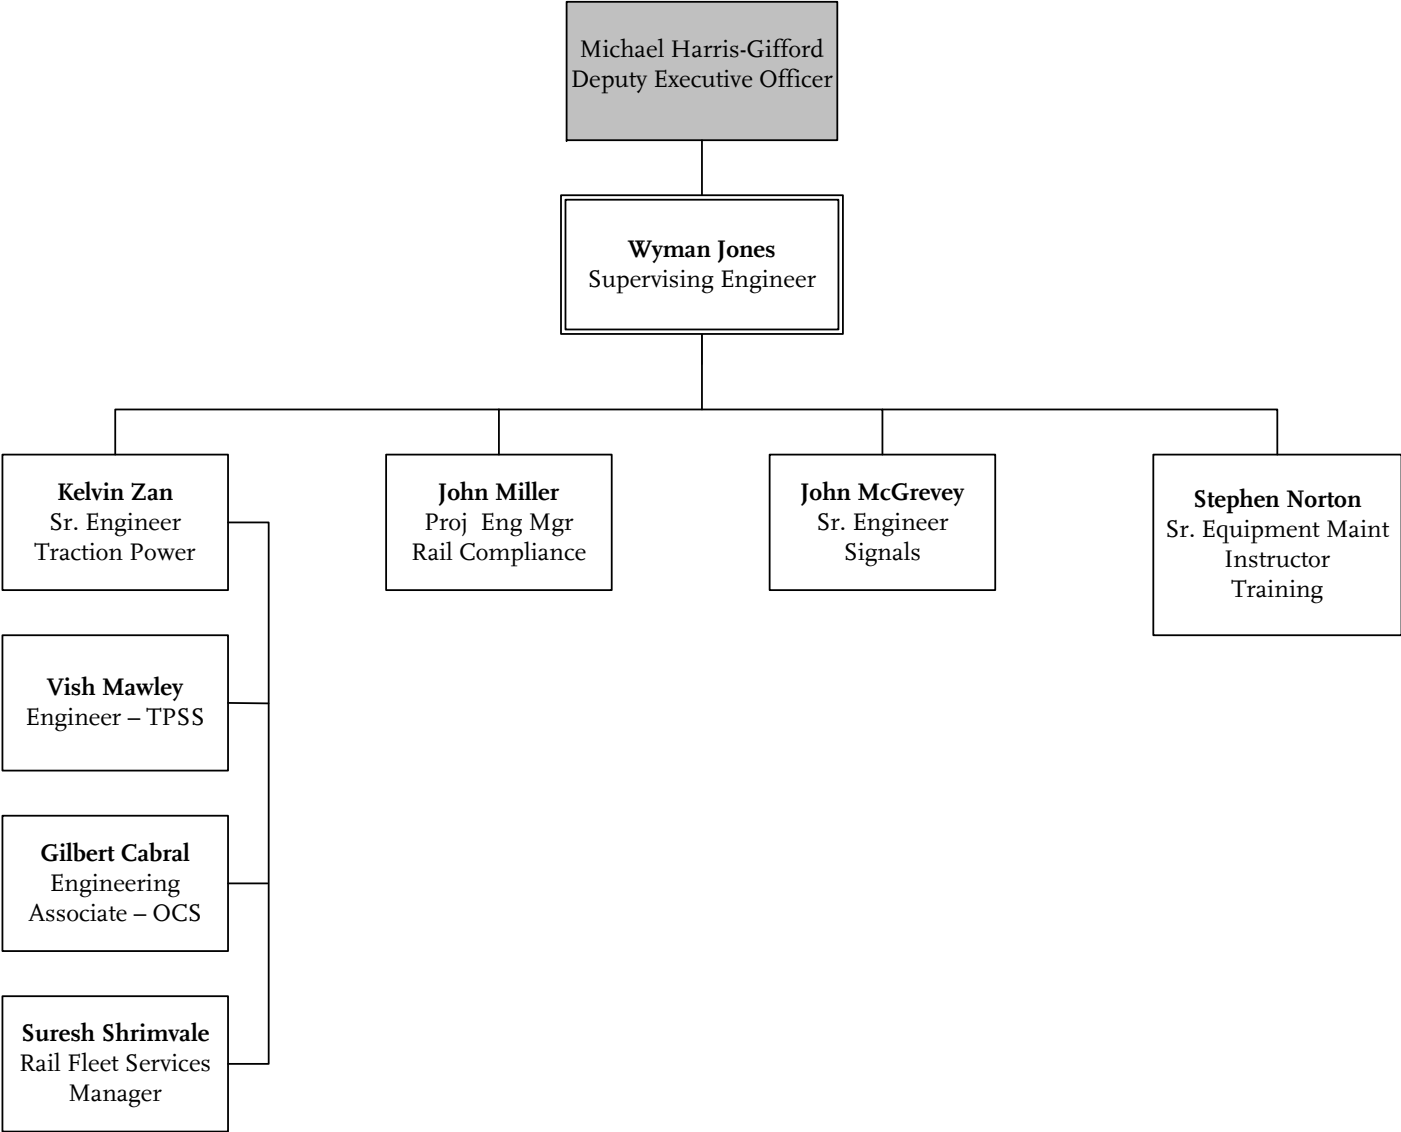 Michael Harris-Gifford
Deputy Executive Officer
Wyman Jones
Supervising Engineer
Kelvin Zan
Sr. Engineer
Traction Power
John Miller
Proj  Eng Mgr
Rail Compliance
John McGrevey
Sr. Engineer
Signals
Stephen Norton
Sr. Equipment Maint
Instructor
Training
Vish Mawley
Engineer – TPSS
Gilbert Cabral
Engineering
Associate – OCS
Suresh Shrimvale
Rail Fleet Services
Manager